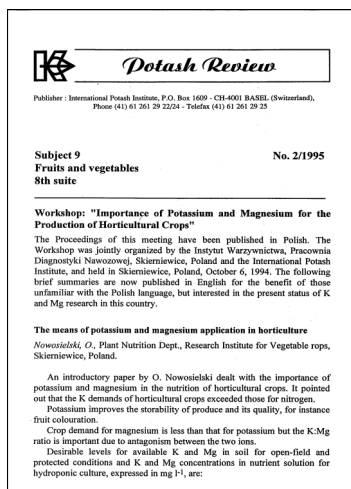 Potash Review
Publisher : International Potash Institute, P.O. Box 1609 - CH-4001 BASEL (Switzerland),
Phone (41) 61 261 29 22/24 - Telefax (41) 61 261 29 25
Subject 9
No. 2/1995
Fruits and vegetables
8th suite
Workshop: "Importance of Potassium and Magnesium for the
Production of Horticultural Crops"
The Proceedings of this meeting have been published in Polish. The
Workshop was jointly organized by the Instytut Warzywnictwa, Pracownia
Diagnostyki Nawozowej, Skierniewice, Poland and the International Potash
Institute, and held in Skierniewice, Poland, October 6, 1994. The following
brief summaries are now published in English for the benefit of those
unfamiliar with the Polish language, but interested in the present status of K
and Mg research in this country.
The means of potassium and magnesium application in horticulture
Nowosielski, O., Plant Nutrition Dept., Research Institute for Vegetable rops,
Skierniewice, Poland.
An introductory paper by O. Nowosielski dealt with the importance of
potassium and magnesium in the nutrition of horticultural crops. It pointed
out that the K demands of horticultural crops exceeded those for nitrogen.
Potassium improves the storability of produce and its quality, for instance
fruit colouration.
Crop demand for magnesium is less than that for potassium but the K:Mg
ratio is important due to antagonism between the two ions.
Desirable levels for available K and Mg in soil for open-field and
protected conditions and K and Mg concentrations in nutrient solution for
hydroponic culture, expressed in mg l-1, are: